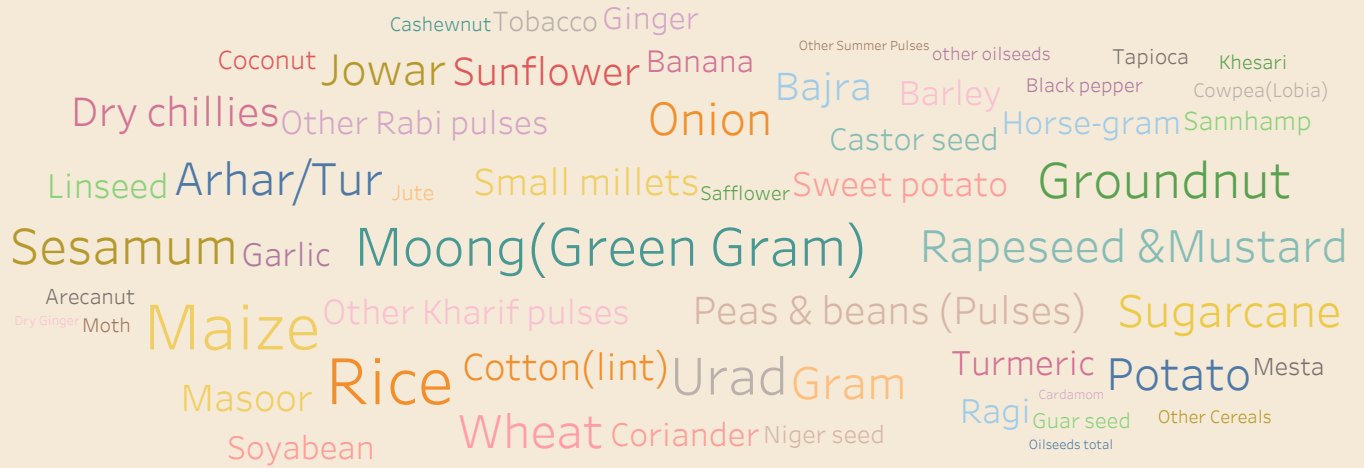 Cashewnut Tobacco Ginger
Coconut Jowar Sunflower Banana Other Summer Pulses other oilseeds Tapioca Khesari
Dry chillies Other Rabi pulses Onion Bajra Barley Black pepper Cowpea(Lobia)
Castor seed Horse-gram Sannhamp
Linseed Arhar/Tur Jute Small millets Safflower Sweet potato Groundnut
Sesamum Garlic Moong(Green Gram) Rapeseed &Mustard
Arecanut
Dry Ginger Moth Maize Other Kharif pulses Peas & beans (Pulses) Sugarcane
Masoor Rice Cotton(lint) Urad Gram Turmeric Potato Mesta
Cardamom
Ragi Guar seed Other Cereals
Soyabean Wheat Coriander Niger seed Oilseeds total